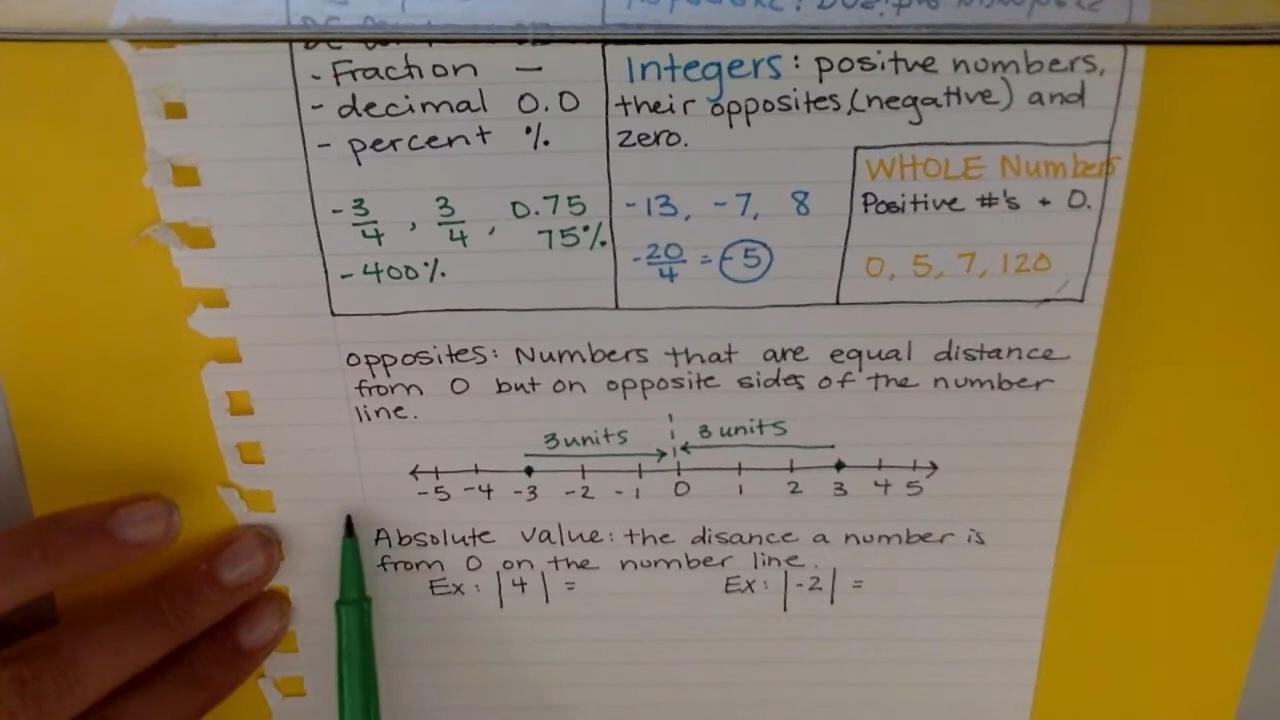 - Fraction —
- decimal 0.0
- percent %
-3/4, 3/4, 0.75
75%
-400%
Integers: positve numbers,
their opposites, (negative) and
zero.
-13, -7, 8
-20/4 = -5
WHOLE Numbers
Positive #'s + 0.
0, 5, 7, 120
opposites: Numbers that are equal distance
from 0 but on opposite sides of the number
line.
3 units 3 units
-5 -4 -3 -2 -1 0 1 2 3 4 5
Absolute value: the disance a number is
from 0 on the number line.
Ex: |4| = Ex: |-2| =